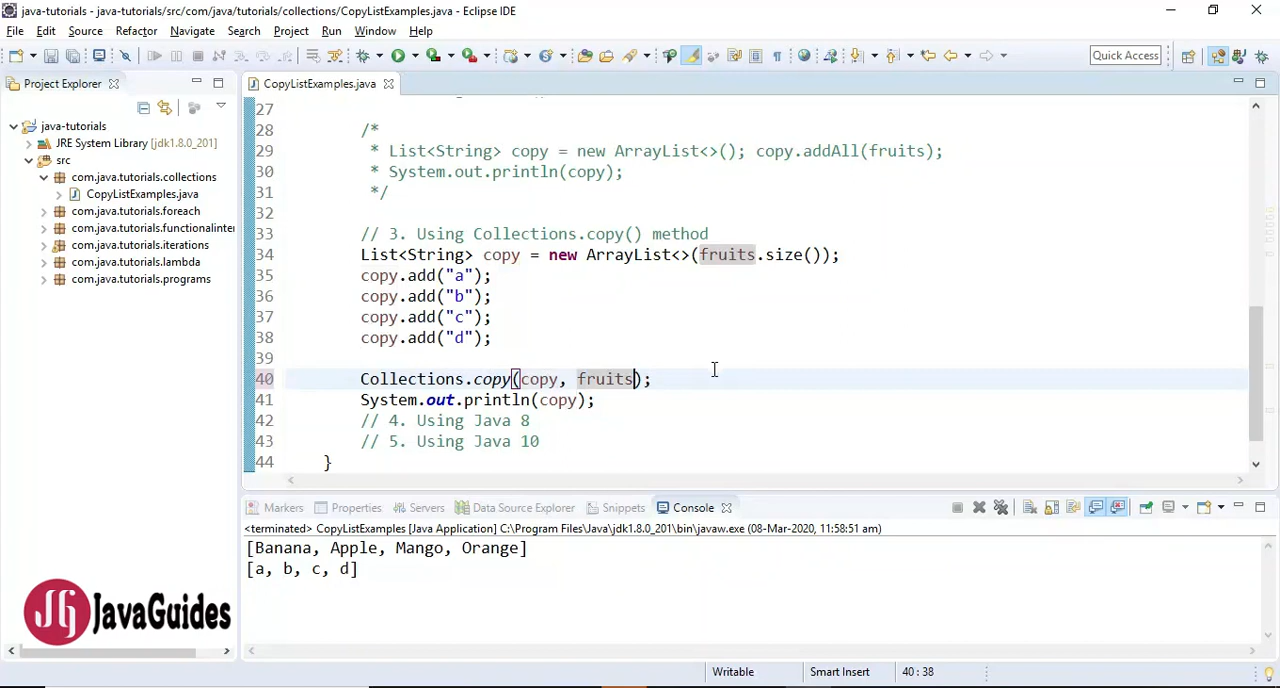 java-tutorials - java-tutorials/src/com/java/tutorials/collections/CopyListExamples.java - Eclipse IDE
File Edit Source Refactor Navigate Search Project Run Window Help
Quick Access
Project Explorer
CopyListExamples.java
java-tutorials
JRE System Library [jdk1.8.0_201]
src
com.java.tutorials.collections
CopyListExamples.java
com.java.tutorials.foreach
com.java.tutorials.functionalinter
com.java.tutorials.iterations
com.java.tutorials.lambda
com.java.tutorials.programs
27
28 /*
29 * List<String> copy = new ArrayList<>(); copy.addAll(fruits);
30 * System.out.println(copy);
31 */
32
33 // 3. Using Collections.copy() method
34 List<String> copy = new ArrayList<>(fruits.size());
35 copy.add("a");
36 copy.add("b");
37 copy.add("c");
38 copy.add("d");
39
40 Collections.copy(copy, fruits);
41 System.out.println(copy);
42 // 4. Using Java 8
43 // 5. Using Java 10
44 }
Markers Properties Servers Data Source Explorer Snippets Console
<terminated> CopyListExamples [Java Application] C:\Program Files\Java\jdk1.8.0_201\bin\javaw.exe (08-Mar-2020, 11:58:51 am)
[Banana, Apple, Mango, Orange]
[a, b, c, d]
JG JavaGuides
Writable Smart Insert 40 : 38